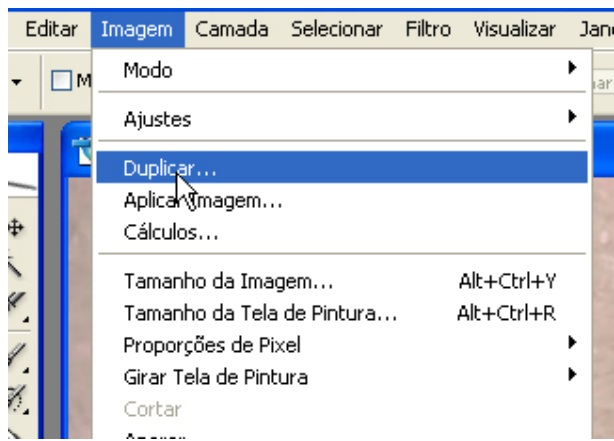 Editar Imagem Camada Selecionar Filtro Visualizar
M
Modo
Ajustes
Duplicar...
Aplicar Imagem...
Cálculos...
Tamanho da Imagem... Alt+Ctrl+Y
Tamanho da Tela de Pintura... Alt+Ctrl+R
Proporções de Pixel
Girar Tela de Pintura
Cortar